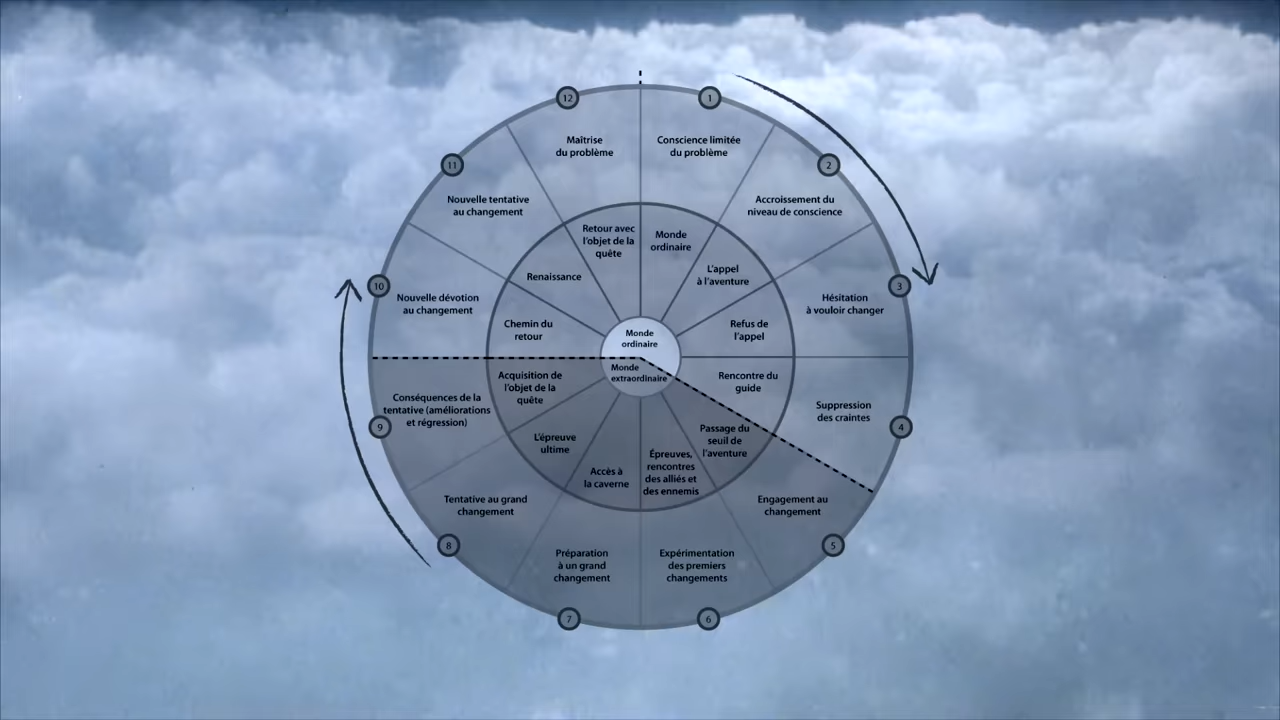 1
Conscience limitée
du problème
2
Accroissement du
niveau de conscience
3
Hésitation
à vouloir changer
4
Suppression
des craintes
5
Engagement au
changement
6
Expérimentation
des premiers
changements
7
Préparation
à un grand
changement
8
Tentative au grand
changement
9
Conséquences de la
tentative (améliorations
et régression)
10
Nouvelle dévotion
au changement
11
Nouvelle tentative
au changement
12
Maîtrise
du problème
Monde
ordinaire
L'appel
à l'aventure
Refus de
l'appel
Rencontre du
guide
Passage du
seuil de
l'aventure
Épreuves,
rencontres
des alliés et
des ennemis
Accès à
la caverne
L'épreuve
ultime
Acquisition de
l'objet de la
quête
Chemin du
retour
Renaissance
Retour avec
l'objet de la
quête
Monde
ordinaire
Monde
extraordinaire